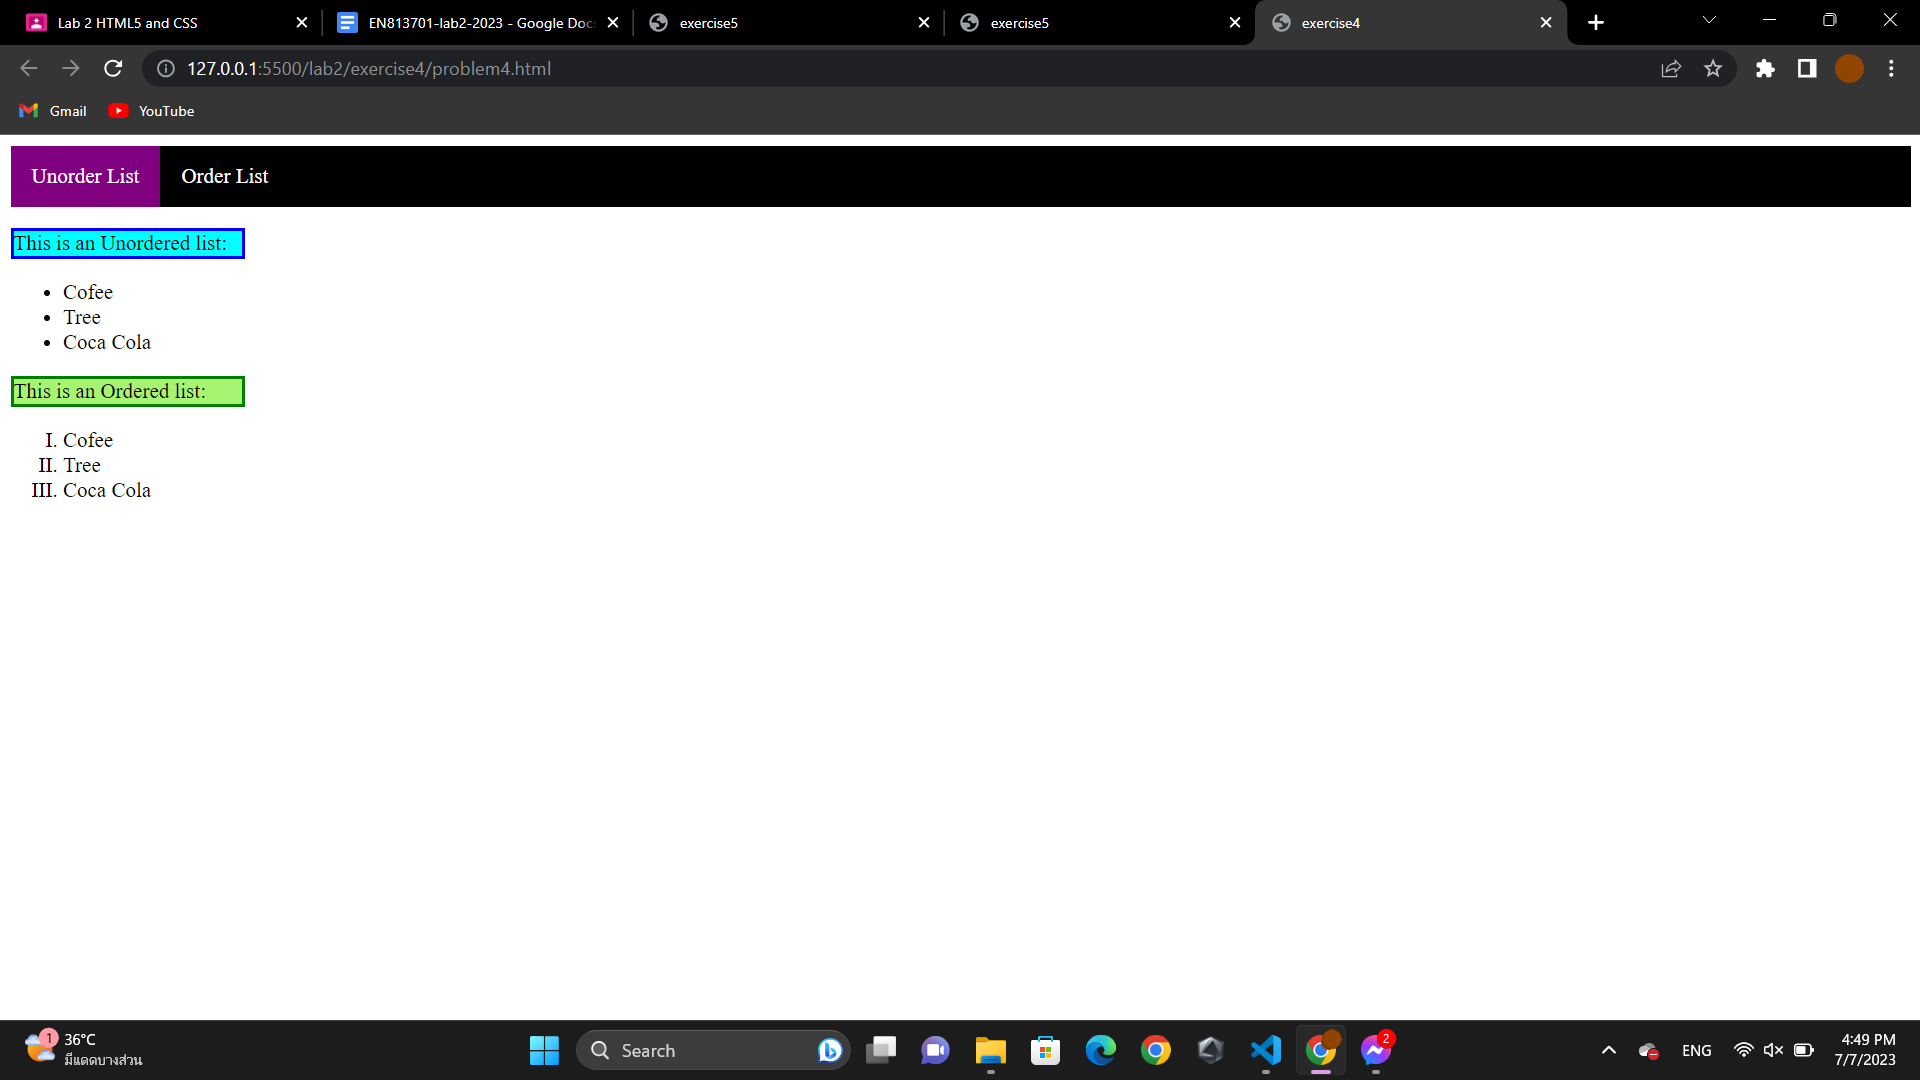 Lab 2 HTML5 and CSS
EN813701-lab2-2023 - Google Docs
exercise5
exercise5
exercise4
127.0.0.1:5500/lab2/exercise4/problem4.html
Gmail
YouTube
Unorder List
Order List
This is an Unordered list:
• Cofee
• Tree
• Coca Cola
This is an Ordered list:
I. Cofee
II. Tree
III. Coca Cola
1
36°C
มีแดดบางส่วน
Search
2
ENG
4:49 PM
7/7/2023